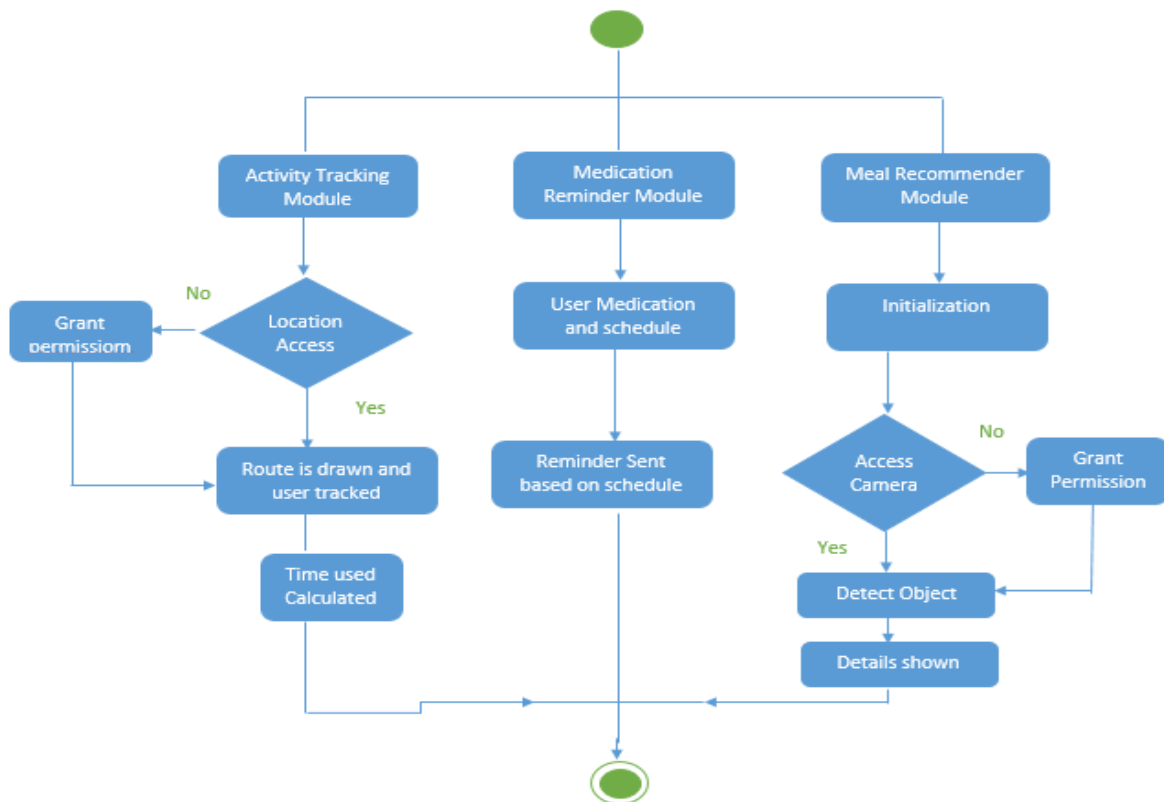 Activity Tracking
Module
Medication
Reminder Module
Meal Recommender
Module
No
Grant
permissiom
Location
Access
Yes
User Medication
and schedule
Initialization
Route is drawn and
user tracked
Reminder Sent
based on schedule
Access
Camera
No
Grant
Permission
Yes
Time used
Calculated
Detect Object
Details shown